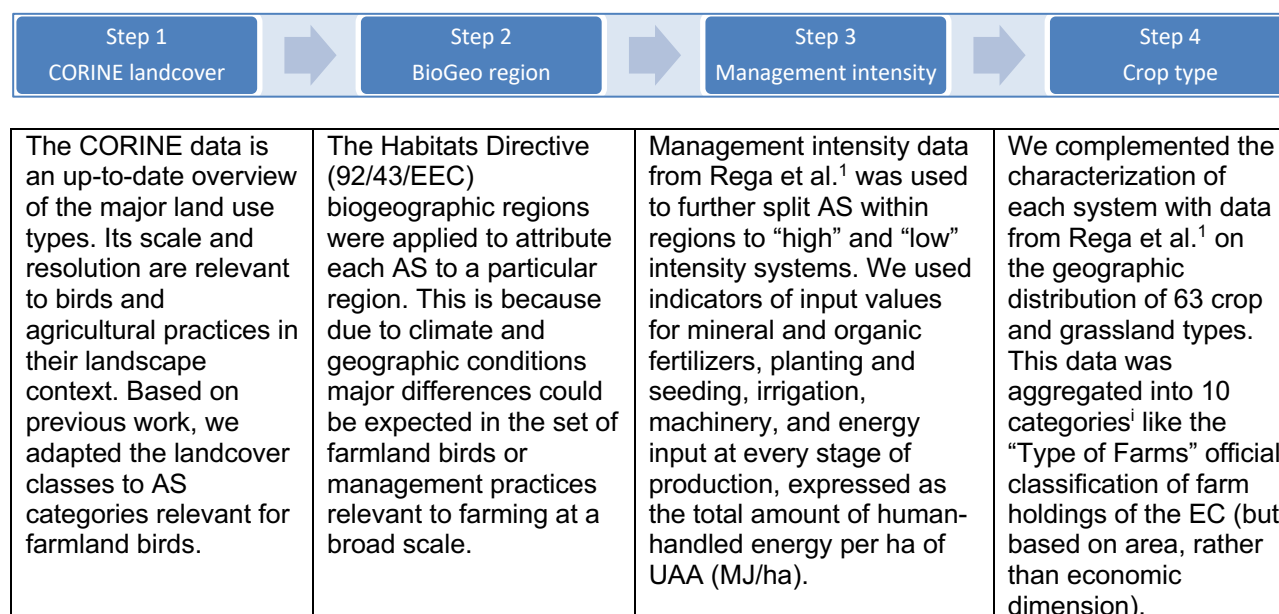 Step 1
CORINE landcover
Step 2
BioGeo region
Step 3
Management intensity
Step 4
Crop type
The CORINE data is
an up-to-date overview
of the major land use
types. Its scale and
resolution are relevant
to birds and
agricultural practices in
their landscape
context. Based on
previous work, we
adapted the landcover
classes to AS
categories relevant for
farmland birds.
The Habitats Directive
(92/43/EEC)
biogeographic regions
were applied to attribute
each AS to a particular
region. This is because
due to climate and
geographic conditions
major differences could
be expected in the set of
farmland birds or
management practices
relevant to farming at a
broad scale.
Management intensity data
from Rega et al.¹ was used
to further split AS within
regions to “high” and “low”
intensity systems. We used
indicators of input values
for mineral and organic
fertilizers, planting and
seeding, irrigation,
machinery, and energy
input at every stage of
production, expressed as
the total amount of human-
handled energy per ha of
UAA (MJ/ha).
We complemented the
characterization of
each system with data
from Rega et al.¹ on
the geographic
distribution of 63 crop
and grassland types.
This data was
aggregated into 10
categoriesⁱ like the
“Type of Farms” official
classification of farm
holdings of the EC (but
based on area, rather
than economic
dimension).